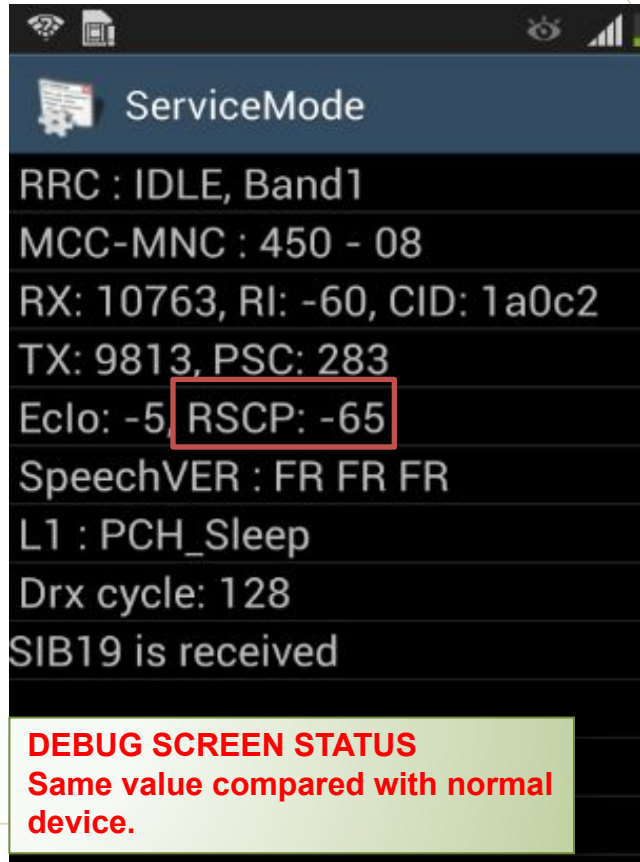 ServiceMode
RRC : IDLE, Band1
MCC-MNC : 450 - 08
RX: 10763, RI: -60, CID: 1a0c2
TX: 9813, PSC: 283
EcIo: -5, RSCP: -65
SpeechVER : FR FR FR
L1 : PCH_Sleep
Drx cycle: 128
SIB19 is received
DEBUG SCREEN STATUS
Same value compared with normal
device.